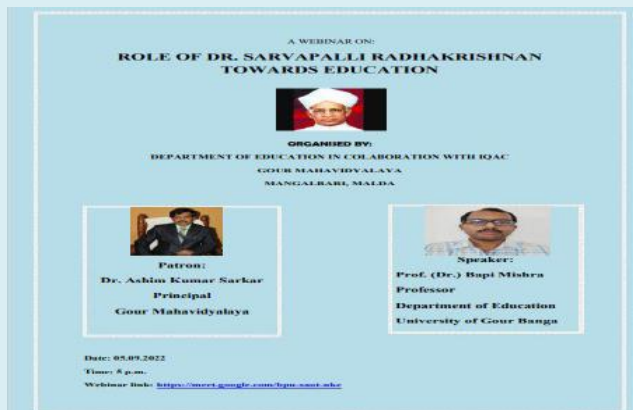 A WEBINAR ON:
ROLE OF DR. SARVAPALLI RADHAKRISHNAN
TOWARDS EDUCATION
ORGANISED BY:
DEPARTMENT OF EDUCATION IN COLABORATION WITH IQAC
GOUR MAHAVIDYALAYA
MANGALBARI, MALDA
Patron:
Dr. Ashim Kumar Sarkar
Principal
Gour Mahavidyalaya
Speaker:
Prof. (Dr.) Bapi Mishra
Professor
Department of Education
University of Gour Banga
Date: 05.09.2022
Time: 8 p.m.
Webinar link: